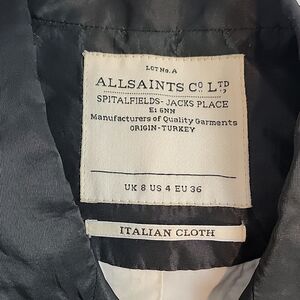 LOT No. A
ALLSAINTS Co. LTD,
SPITALFIELDS - JACKS PLACE
E1 6NN
Manufacturers of Quality Garments
ORIGIN - TURKEY
UK 8 US 4 EU 36
ITALIAN CLOTH